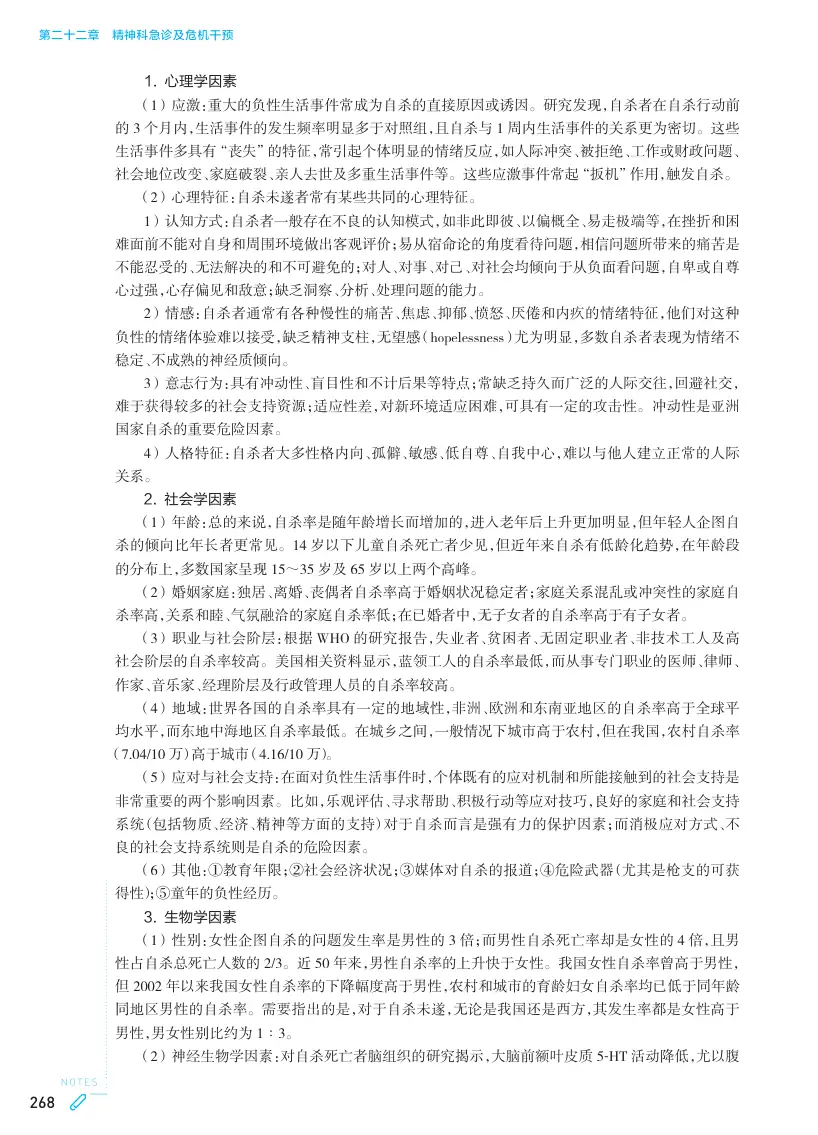 第二十二章 精神科急诊及危机干预
1. 心理学因素
（1）应激：重大的负性生活事件常成为自杀的直接原因或诱因。研究发现，自杀者在自杀行动前
的 3 个月内，生活事件的发生频率明显多于对照组，且自杀与 1 周内生活事件的关系更为密切。这些
生活事件多具有“丧失”的特征，常引起个体明显的情绪反应，如人际冲突、被拒绝、工作或财政问题、
社会地位改变、家庭破裂、亲人去世及多重生活事件等。这些应激事件常起“扳机”作用，触发自杀。
（2）心理特征：自杀未遂者常有某些共同的心理特征。
1）认知方式：自杀者一般存在不良的认知模式，如非此即彼、以偏概全、易走极端等，在挫折和困
难面前不能对自身和周围环境做出客观评价；易从宿命论的角度看待问题，相信问题所带来的痛苦是
不能忍受的、无法解决的和不可避免的；对人、对事、对己、对社会均倾向于从负面看问题，自卑或自尊
心过强，心存偏见和敌意；缺乏洞察、分析、处理问题的能力。
2）情感：自杀者通常有各种慢性的痛苦、焦虑、抑郁、愤怒、厌倦和内疚的情绪特征，他们对这种
负性的情绪体验难以接受，缺乏精神支柱，无望感（hopelessness）尤为明显，多数自杀者表现为情绪不
稳定、不成熟的神经质倾向。
3）意志行为：具有冲动性、盲目性和不计后果等特点；常缺乏持久而广泛的人际交往，回避社交，
难于获得较多的社会支持资源；适应性差，对新环境适应困难，可具有一定的攻击性。冲动性是亚洲
国家自杀的重要危险因素。
4）人格特征：自杀者大多性格内向、孤僻、敏感、低自尊、自我中心，难以与他人建立正常的人际
关系。
2. 社会学因素
（1）年龄：总的来说，自杀率是随年龄增长而增加的，进入老年后上升更加明显，但年轻人企图自
杀的倾向比年长者更常见。14 岁以下儿童自杀死亡者少见，但近年来自杀有低龄化趋势，在年龄段
的分布上，多数国家呈现 15～35 岁及 65 岁以上两个高峰。
（2）婚姻家庭：独居、离婚、丧偶者自杀率高于婚姻状况稳定者；家庭关系混乱或冲突性的家庭自
杀率高，关系和睦、气氛融洽的家庭自杀率低；在已婚者中，无子女者的自杀率高于有子女者。
（3）职业与社会阶层：根据 WHO 的研究报告，失业者、贫困者、无固定职业者、非技术工人及高
社会阶层的自杀率较高。美国相关资料显示，蓝领工人的自杀率最低，而从事专门职业的医师、律师、
作家、音乐家、经理阶层及行政管理人员的自杀率较高。
（4）地域：世界各国的自杀率具有一定的地域性，非洲、欧洲和东南亚地区的自杀率高于全球平
均水平，而东地中海地区自杀率最低。在城乡之间，一般情况下城市高于农村，但在我国，农村自杀率
（7.04/10 万）高于城市（4.16/10 万）。
（5）应对与社会支持：在面对负性生活事件时，个体既有的应对机制和所能接触到的社会支持是
非常重要的两个影响因素。比如，乐观评估、寻求帮助、积极行动等应对技巧，良好的家庭和社会支持
系统（包括物质、经济、精神等方面的支持）对于自杀而言是强有力的保护因素；而消极应对方式、不
良的社会支持系统则是自杀的危险因素。
（6）其他：①教育年限；②社会经济状况；③媒体对自杀的报道；④危险武器（尤其是枪支的可获
得性）；⑤童年的负性经历。
3. 生物学因素
（1）性别：女性企图自杀的问题发生率是男性的 3 倍；而男性自杀死亡率却是女性的 4 倍，且男
性占自杀总死亡人数的 2/3。近 50 年来，男性自杀率的上升快于女性。我国女性自杀率曾高于男性，
但 2002 年以来我国女性自杀率的下降幅度高于男性，农村和城市的育龄妇女自杀率均已低于同年龄
同地区男性的自杀率。需要指出的是，对于自杀未遂，无论是我国还是西方，其发生率都是女性高于
男性，男女性别比约为 1∶3。
（2）神经生物学因素：对自杀死亡者脑组织的研究揭示，大脑前额叶皮质 5-HT 活动降低，尤以腹
NOTES
268